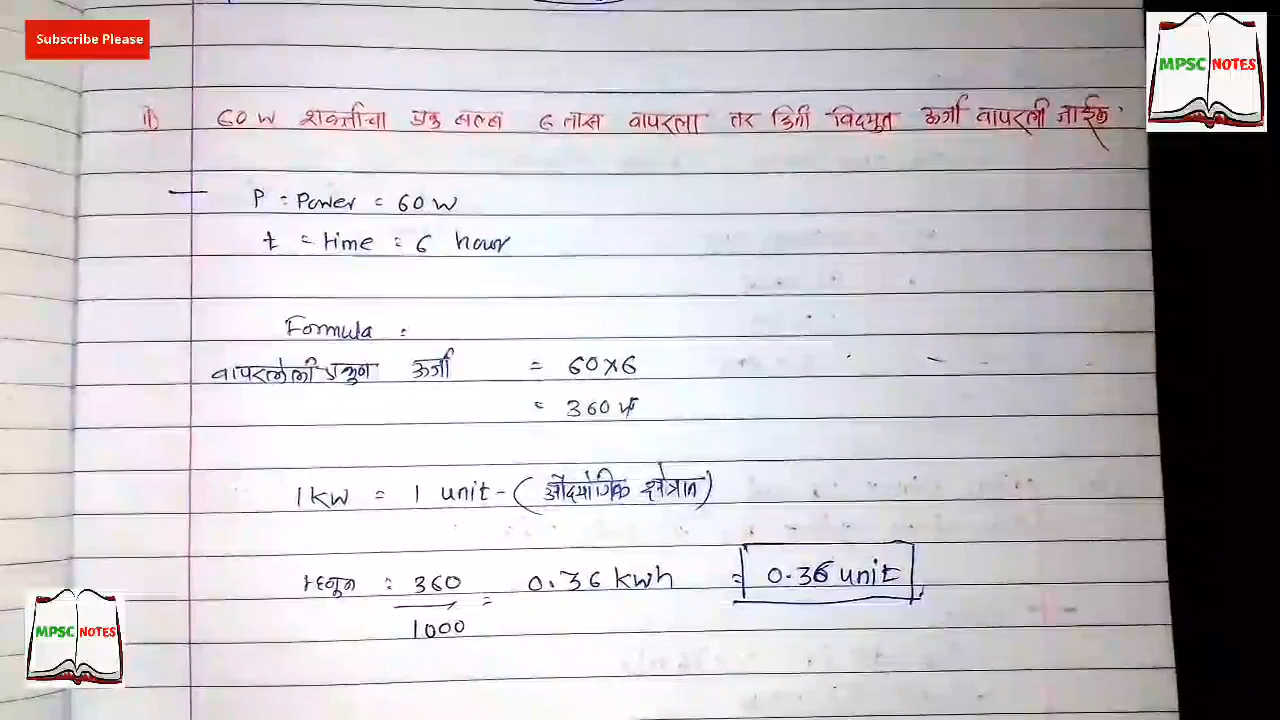 Subscribe Please
MPSC NOTES
1) 60 W शक्तीचा एक बल्ब 6 तास वापरला तर किती विदयुत ऊर्जा वापरली जाईल.
P = Power = 60 W
t = time = 6 hour
Formula :
वापरलेली एकुण ऊर्जा = 60×6
= 360 W
1 kW = 1 unit - (औदयोगिक क्षेत्रात)
म्हणून = 360/1000 = 0.36 kwh = 0.36 unit
MPSC NOTES